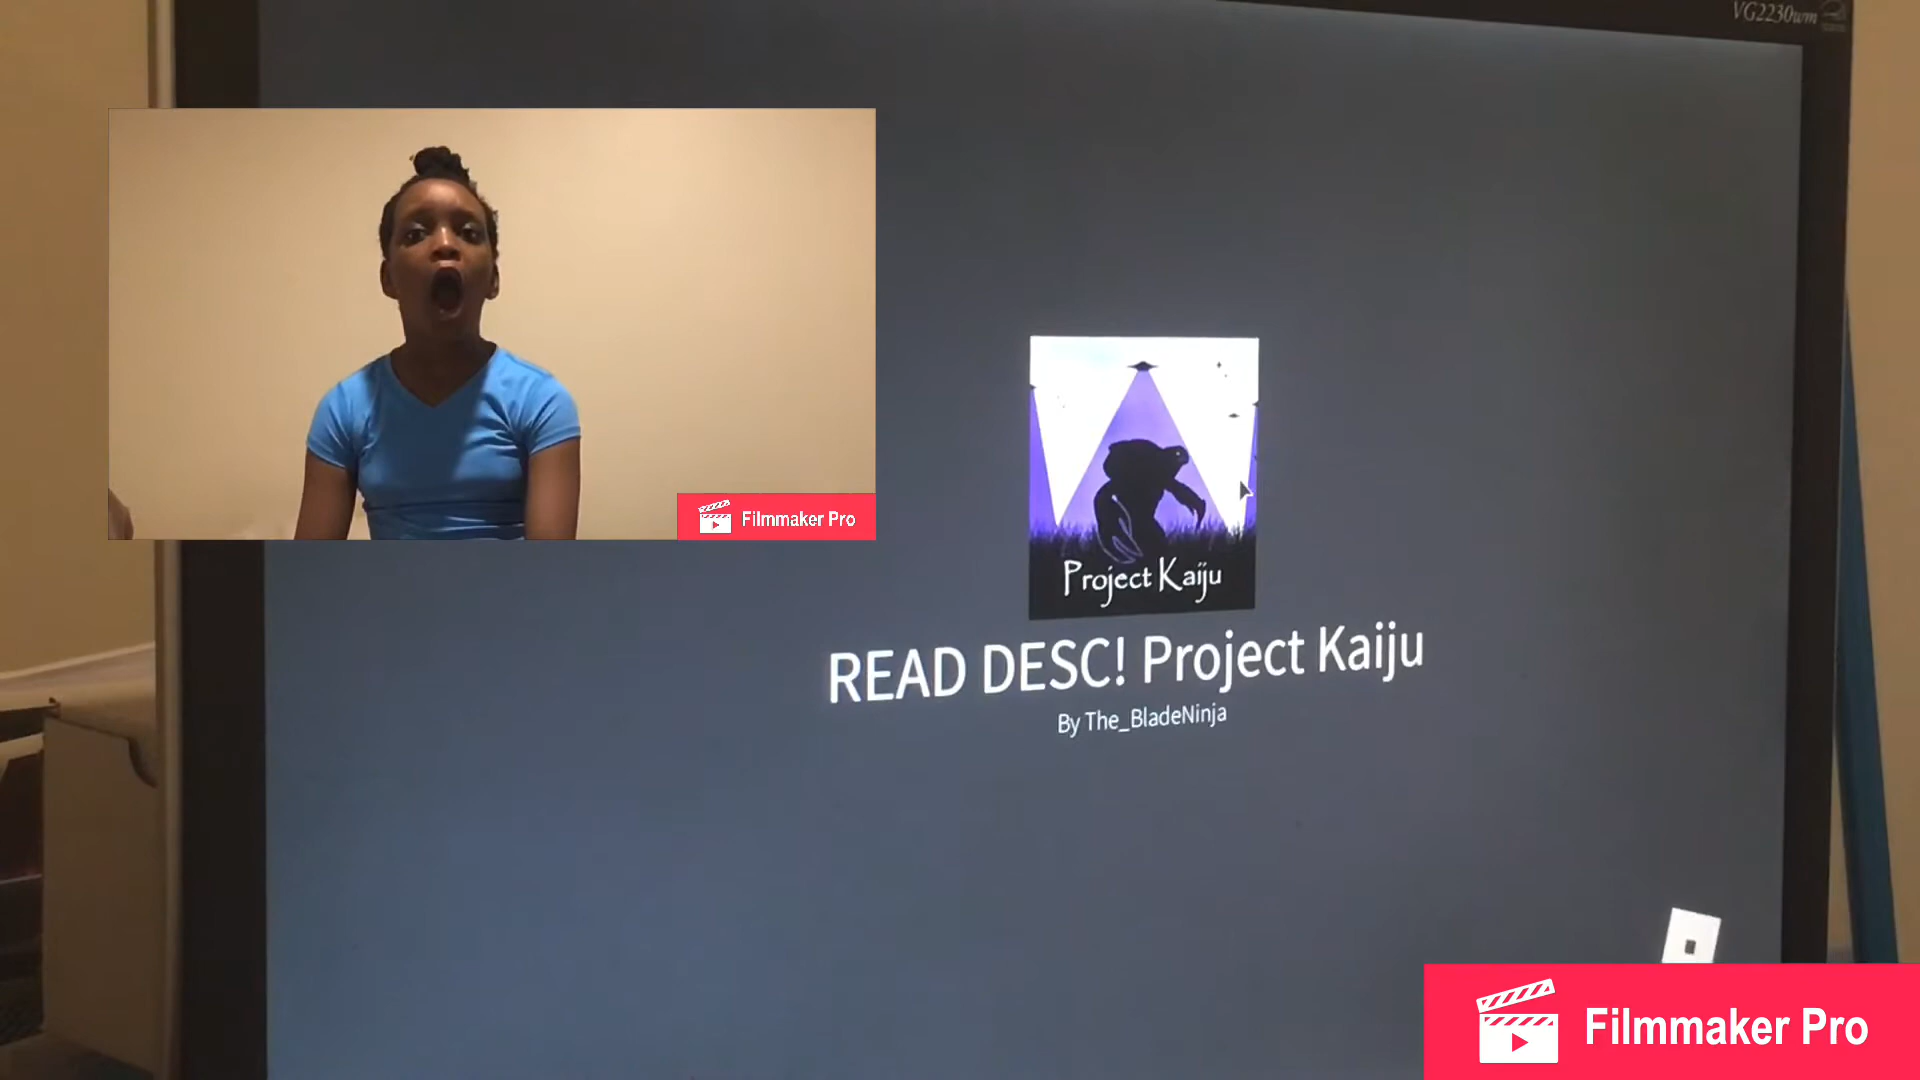 VG2230wm
Filmmaker Pro
Project Kaiju
READ DESC! Project Kaiju
By The_BladeNinja
Filmmaker Pro